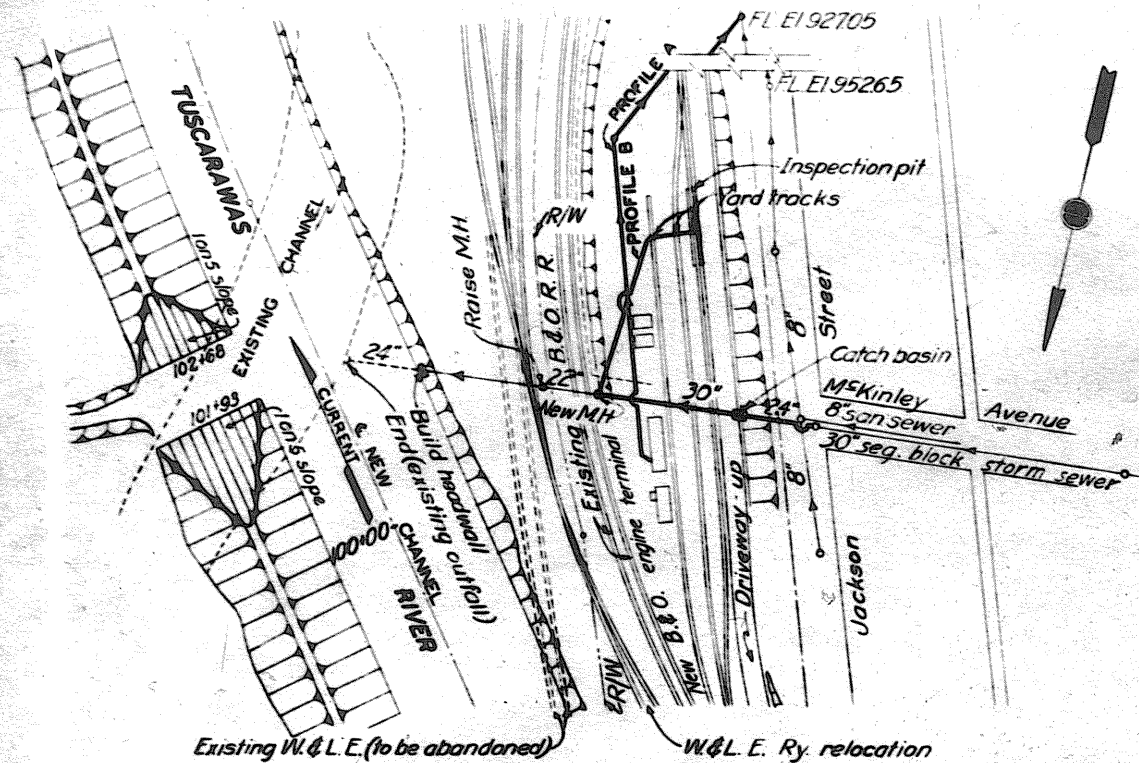 FL. El 927.05
FL. El 952.65
PROFILE A
PROFILE B
Inspection pit
Yard tracks
TUSCARAWAS
RIVER
EXISTING CHANNEL
CURRENT & NEW CHANNEL
1 on 5 slope
102+68
101+93
1 on 6 slope
100+00
24"
Build headwall
End (existing outfall)
Raise M.H.
R/W
B. & O. R. R.
22"
New M.H.
30"
24"
Catch basin
8"
Street
Jackson
McKinley
Avenue
8" san sewer
30" seg. block storm sewer
8"
Existing
engine terminal
New B. & O.
Driveway up
R/W
Existing W. & L. E. (to be abandoned)
W. & L. E. Ry. relocation